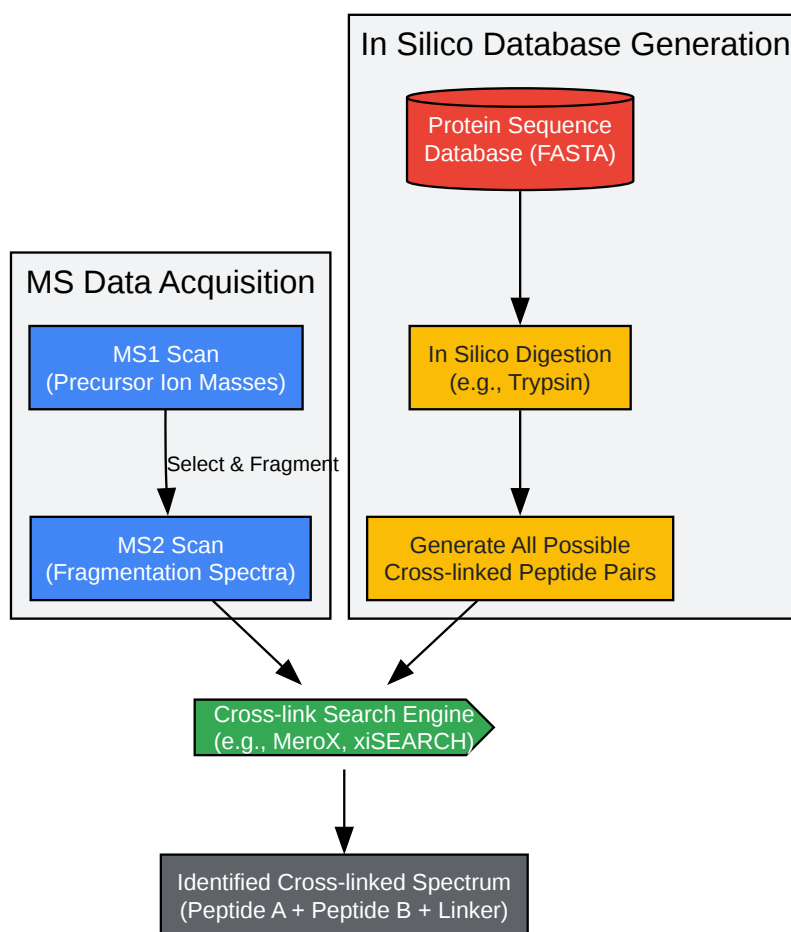 In Silico Database Generation
Protein Sequence
Database (FASTA)
MS Data Acquisition
MS1 Scan
(Precursor Ion Masses)
In Silico Digestion
(e.g., Trypsin)
Select & Fragment
MS2 Scan
(Fragmentation Spectra)
Generate All Possible
Cross-linked Peptide Pairs
Cross-link Search Engine
(e.g., MeroX, xiSEARCH)
Identified Cross-linked Spectrum
(Peptide A + Peptide B + Linker)